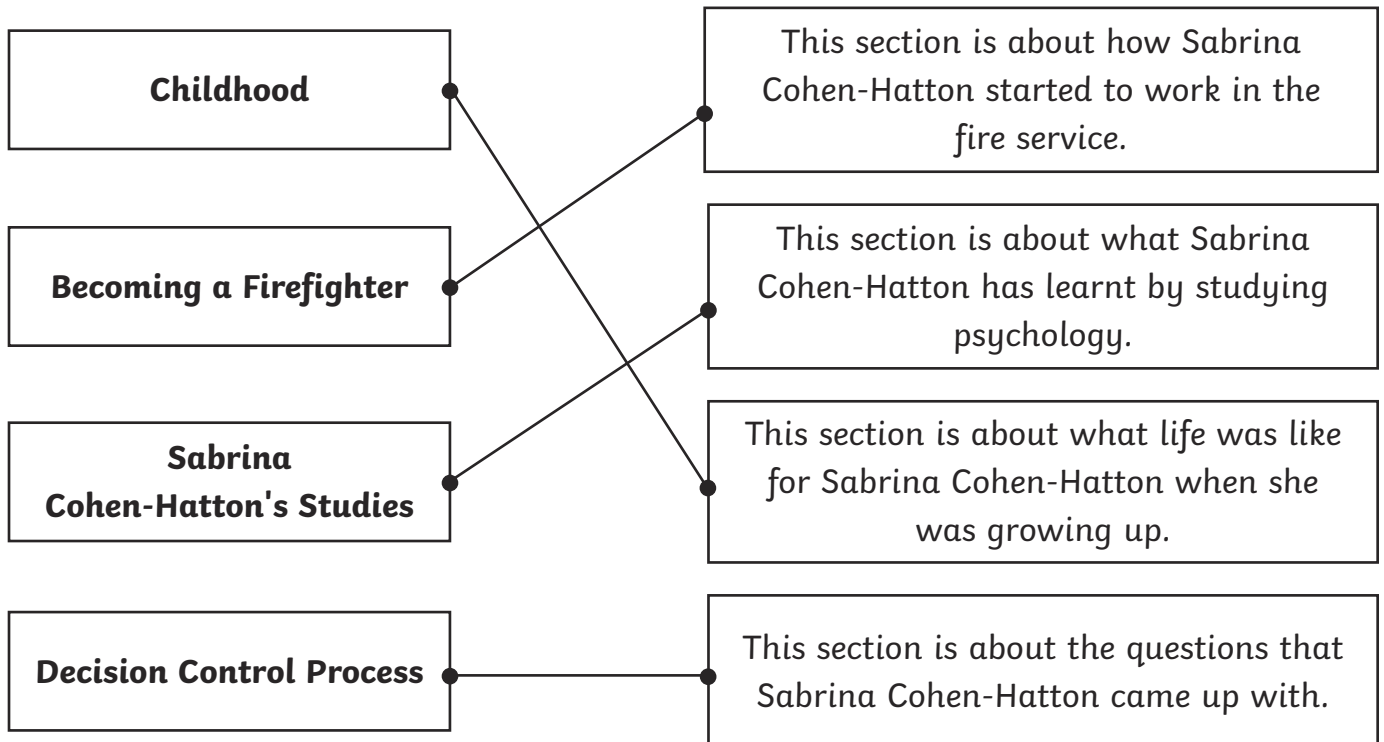 Childhood
Becoming a Firefighter
Sabrina
Cohen-Hatton's Studies
Decision Control Process
This section is about how Sabrina
Cohen-Hatton started to work in the
fire service.
This section is about what Sabrina
Cohen-Hatton has learnt by studying
psychology.
This section is about what life was like
for Sabrina Cohen-Hatton when she
was growing up.
This section is about the questions that
Sabrina Cohen-Hatton came up with.